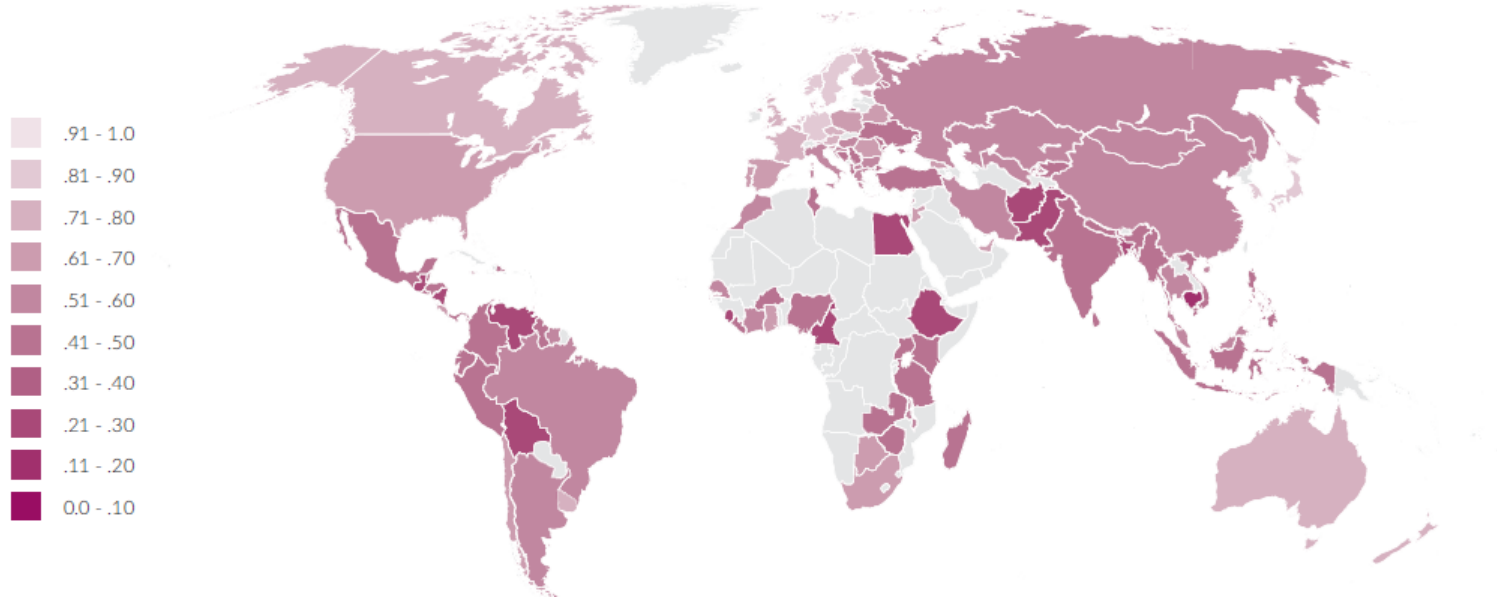 .91 - 1.0
.81 - .90
.71 - .80
.61 - .70
.51 - .60
.41 - .50
.31 - .40
.21 - .30
.11 - .20
0.0 - .10